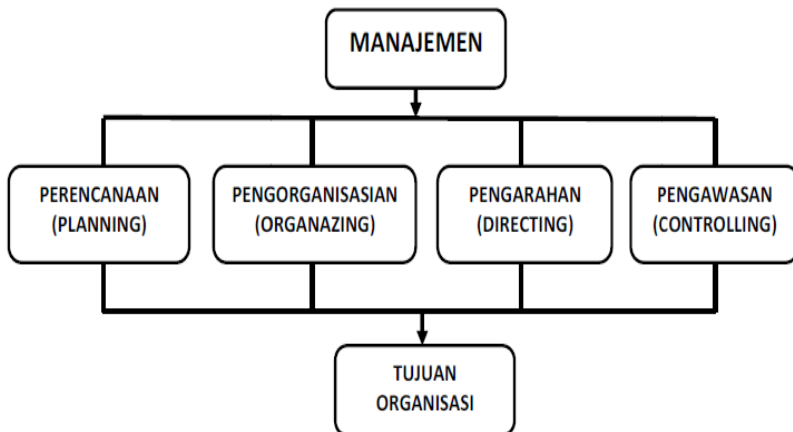 MANAJEMEN
PERENCANAAN
(PLANNING)
PENGORGANISASIAN
(ORGANAZING)
PENGARAHAN
(DIRECTING)
PENGAWASAN
(CONTROLLING)
TUJUAN
ORGANISASI